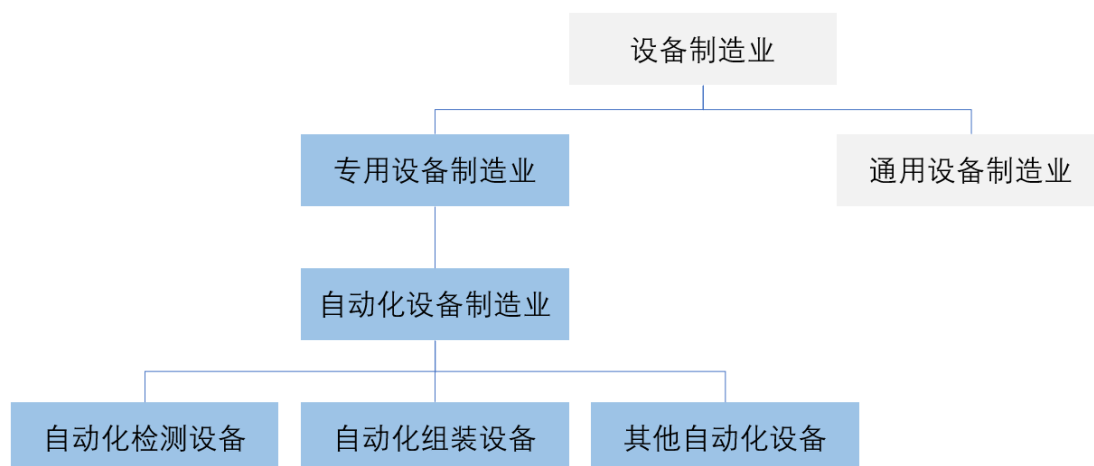 设备制造业
专用设备制造业
通用设备制造业
自动化设备制造业
自动化检测设备
自动化组装设备
其他自动化设备